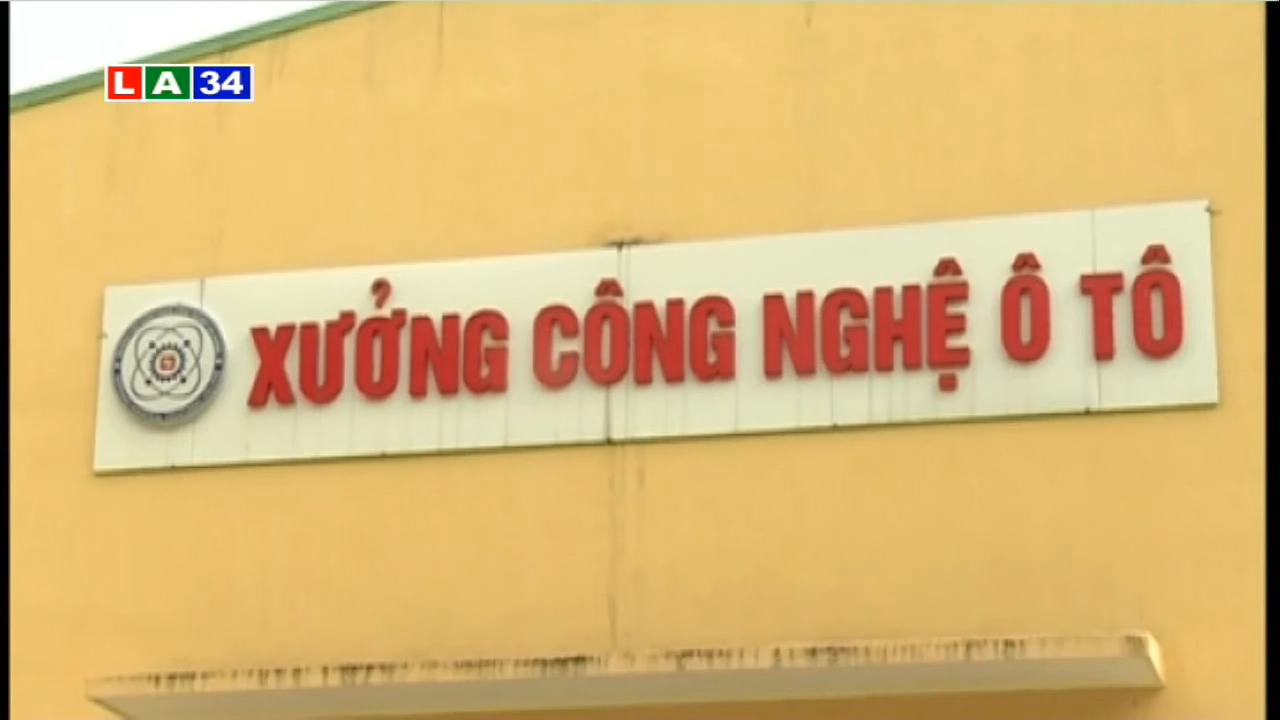 LA34
XƯỞNG CÔNG NGHỆ Ô TÔ